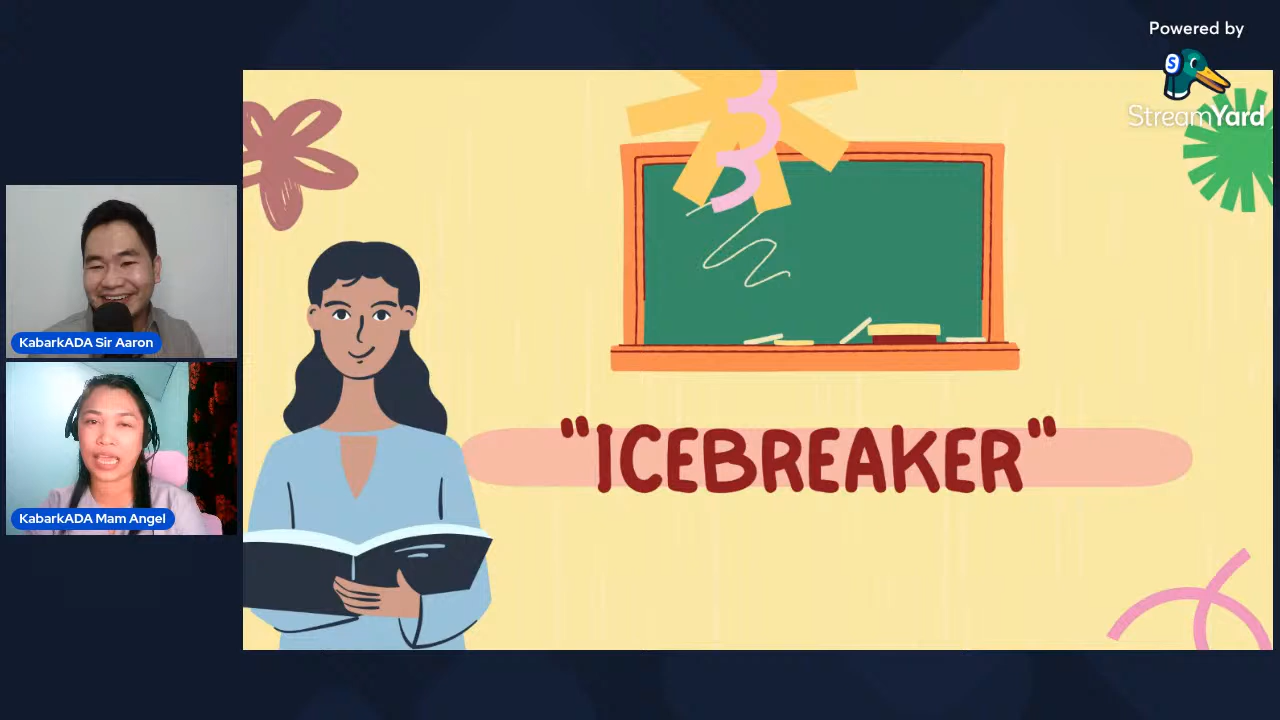 Powered by
StreamYard
KabarkADA Sir Aaron
KabarkADA Mam Angel
"ICEBREAKER"